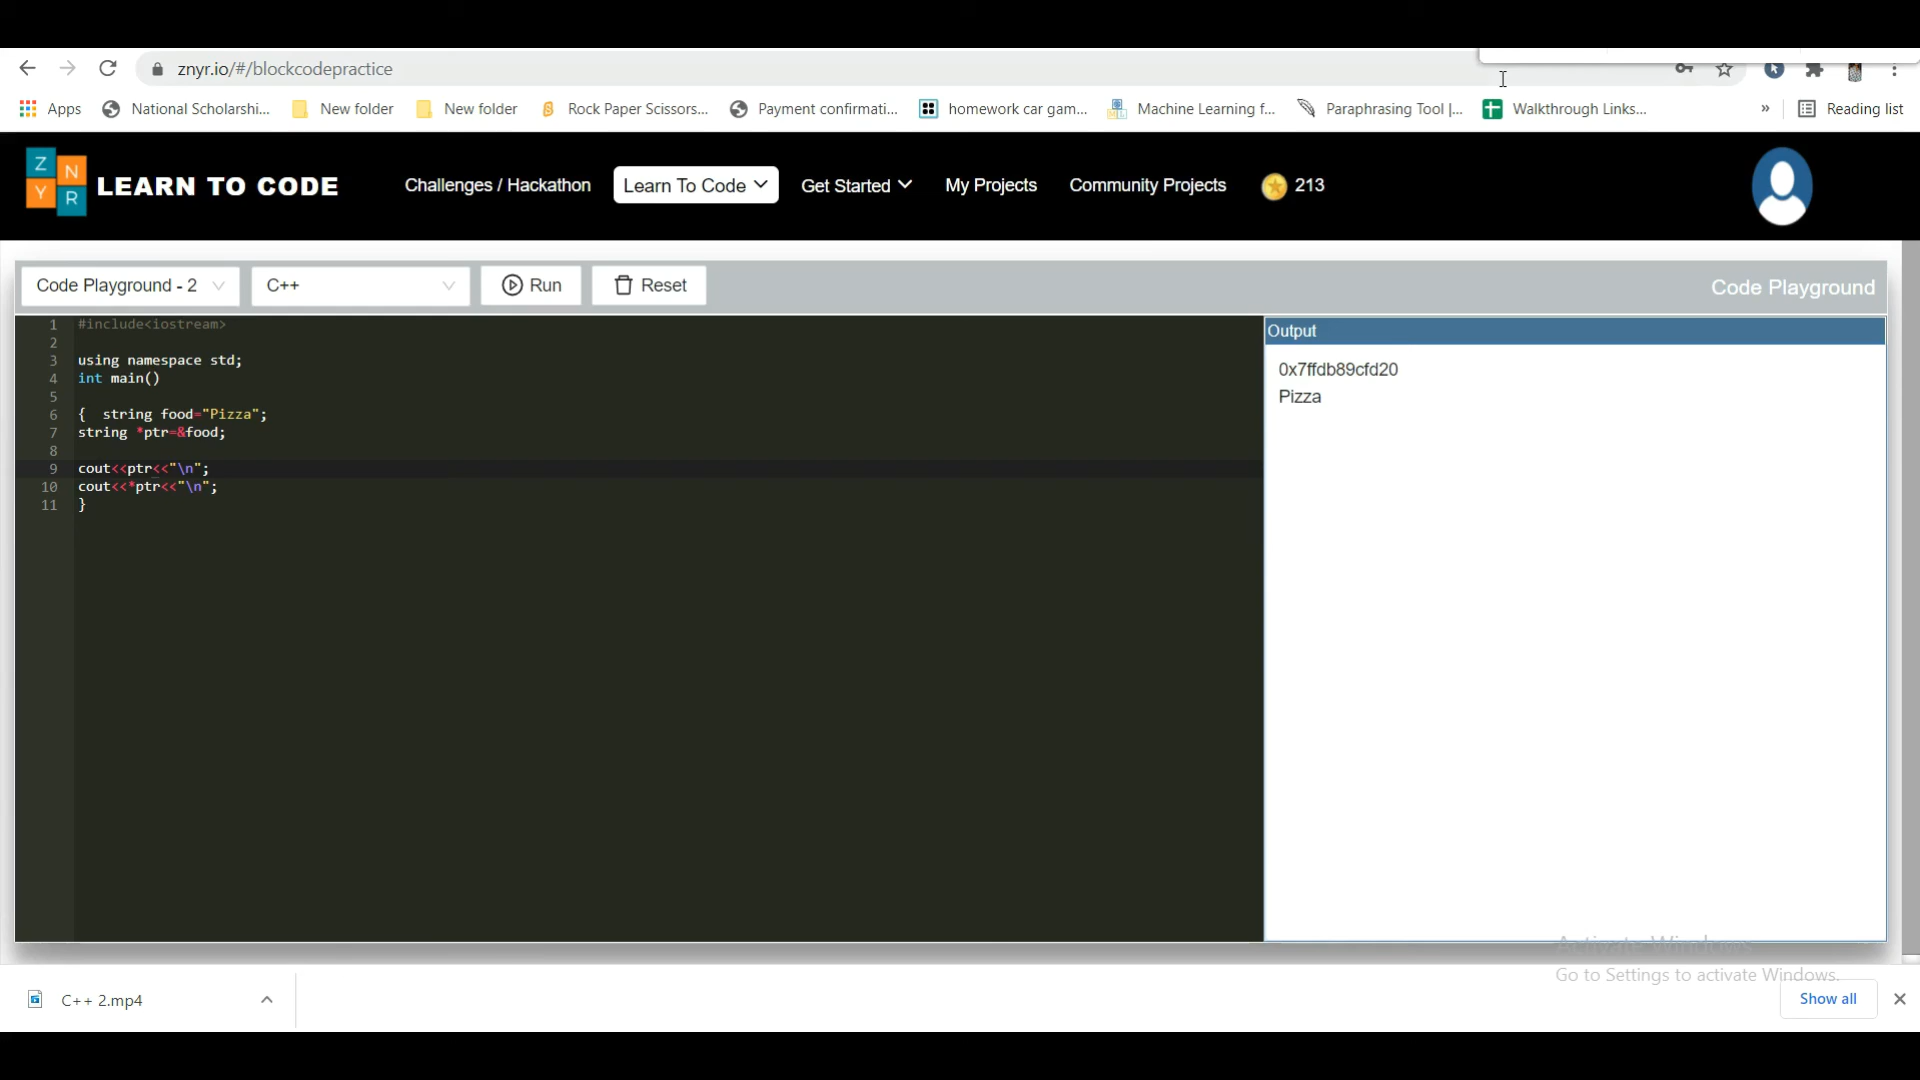 znyr.io/#/blockcodepractice
Apps National Scholarshi... New folder New folder Rock Paper Scissors... Payment confirmati... homework car gam... Machine Learning f... Paraphrasing Tool |... Walkthrough Links... » Reading list
Z N Y R LEARN TO CODE Challenges / Hackathon Learn To Code Get Started My Projects Community Projects 213
Code Playground - 2 C++ Run Reset Code Playground
1 #include<iostream>
2
3 using namespace std;
4 int main()
5
6 { string food="Pizza";
7 string *ptr=&food;
8
9 cout<<ptr<<"\n";
10 cout<<*ptr<<"\n";
11 }
Output
0x7ffdb89cfd20
Pizza
Activate Windows
Go to Settings to activate Windows.
C++ 2.mp4 Show all